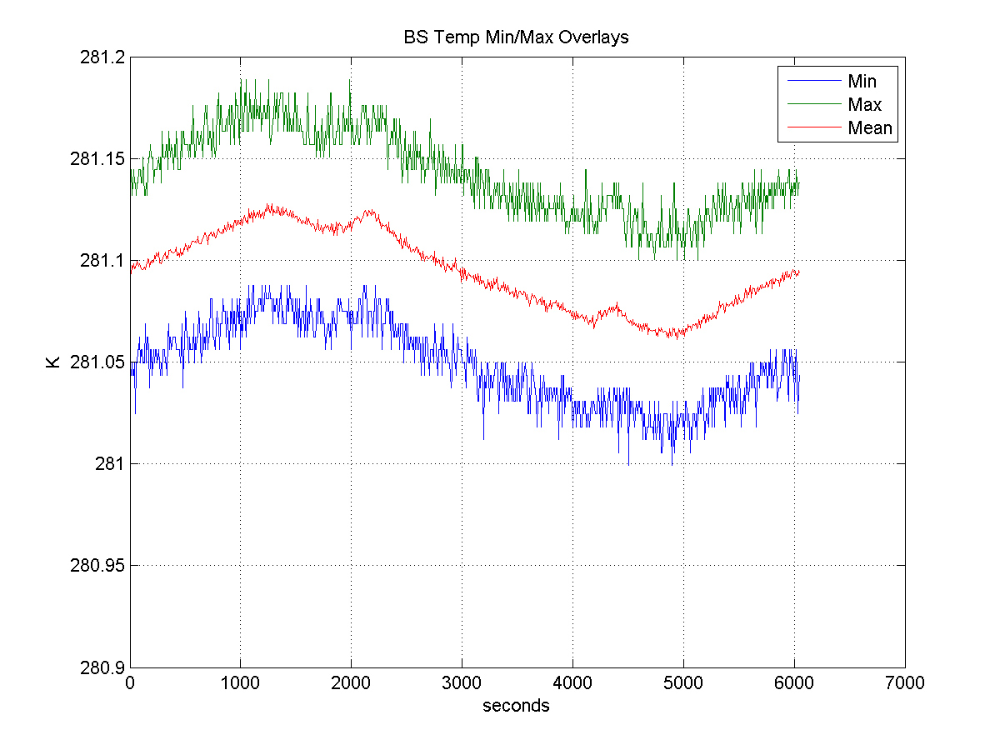 BS Temp Min/Max Overlays
281.2
281.15
281.1
281.05
281
280.95
280.9
K
Min
Max
Mean
0 1000 2000 3000 4000 5000 6000 7000
seconds